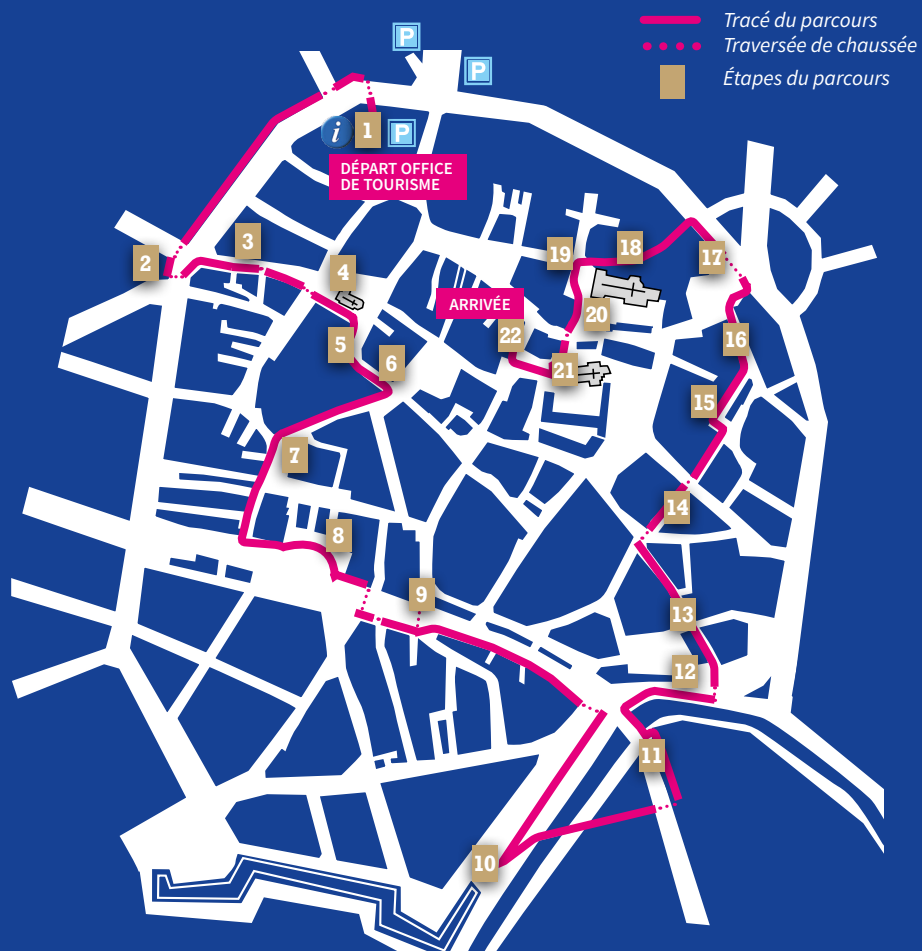 Tracé du parcours
Traversée de chaussée
Étapes du parcours
P
P
i 1 P
DÉPART OFFICE
DE TOURISME
2
3
4
5
6
7
8
9
10
11
12
13
14
15
16
17
18
19
20
21
ARRIVÉE
22